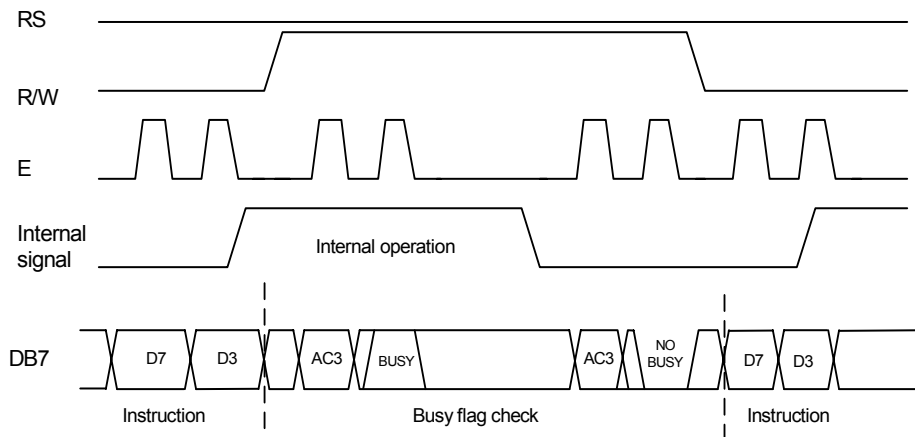 RS
R/W
E
Internal
signal
Internal operation
DB7
D7
D3
AC3
BUSY
AC3
NO
BUSY
D7
D3
Instruction
Busy flag check
Instruction